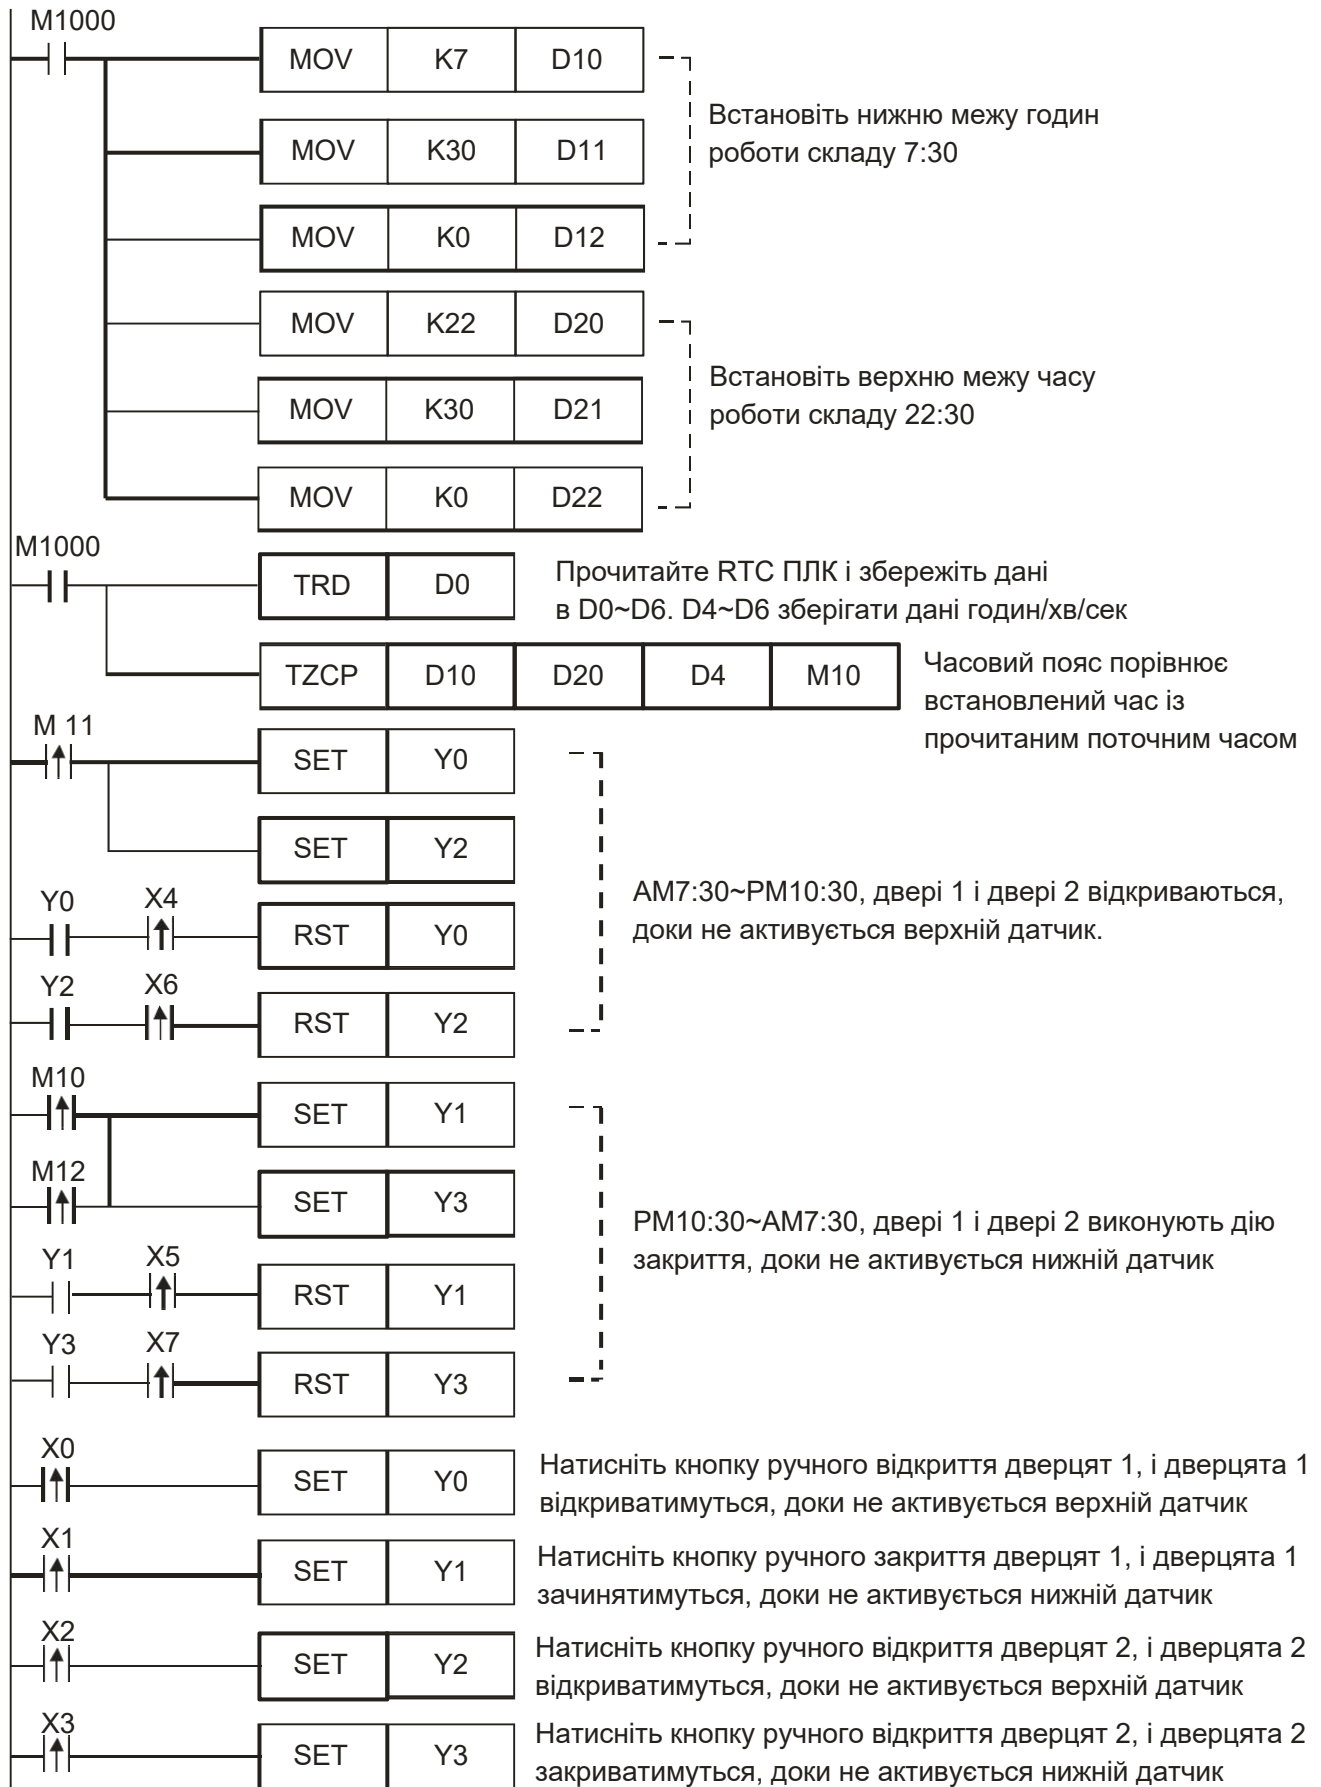 M1000
MOV K7 D10
MOV K30 D11
Встановіть нижню межу годин
роботи складу 7:30
MOV K0 D12
MOV K22 D20
Встановіть верхню межу часу
роботи складу 22:30
MOV K30 D21
MOV K0 D22
M1000
TRD D0
Прочитайте RTC ПЛК і збережіть дані
в D0~D6. D4~D6 зберігати дані годин/хв/сек
TZCP D10 D20 D4 M10
Часовий пояс порівнює
встановлений час із
прочитаним поточним часом
M 11
SET Y0
SET Y2
AM7:30~PM10:30, двері 1 і двері 2 відкриваються,
доки не активується верхній датчик.
Y0 X4
RST Y0
Y2 X6
RST Y2
M10
SET Y1
M12
SET Y3
PM10:30~AM7:30, двері 1 і двері 2 виконують дію
закриття, доки не активується нижній датчик
Y1 X5
RST Y1
Y3 X7
RST Y3
X0
SET Y0
Натисніть кнопку ручного відкриття дверцят 1, і дверцята 1
відкриватимуться, доки не активується верхній датчик
X1
SET Y1
Натисніть кнопку ручного закриття дверцят 1, і дверцята 1
зачинятимуться, доки не активується нижній датчик
X2
SET Y2
Натисніть кнопку ручного відкриття дверцят 2, і дверцята 2
відкриватимуться, доки не активується верхній датчик
X3
SET Y3
Натисніть кнопку ручного відкриття дверцят 2, і дверцята 2
закриватимуться, доки не активується нижній датчик